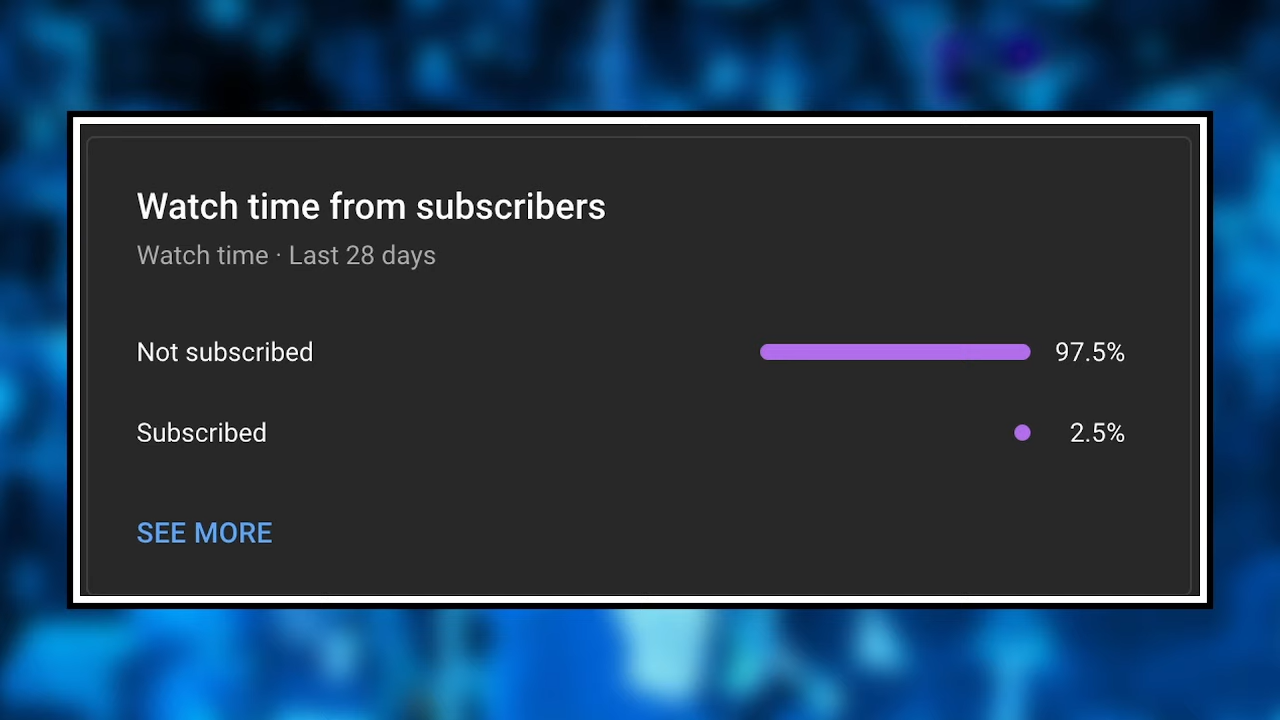 Watch time from subscribers
Watch time · Last 28 days
Not subscribed 97.5%
Subscribed 2.5%
SEE MORE